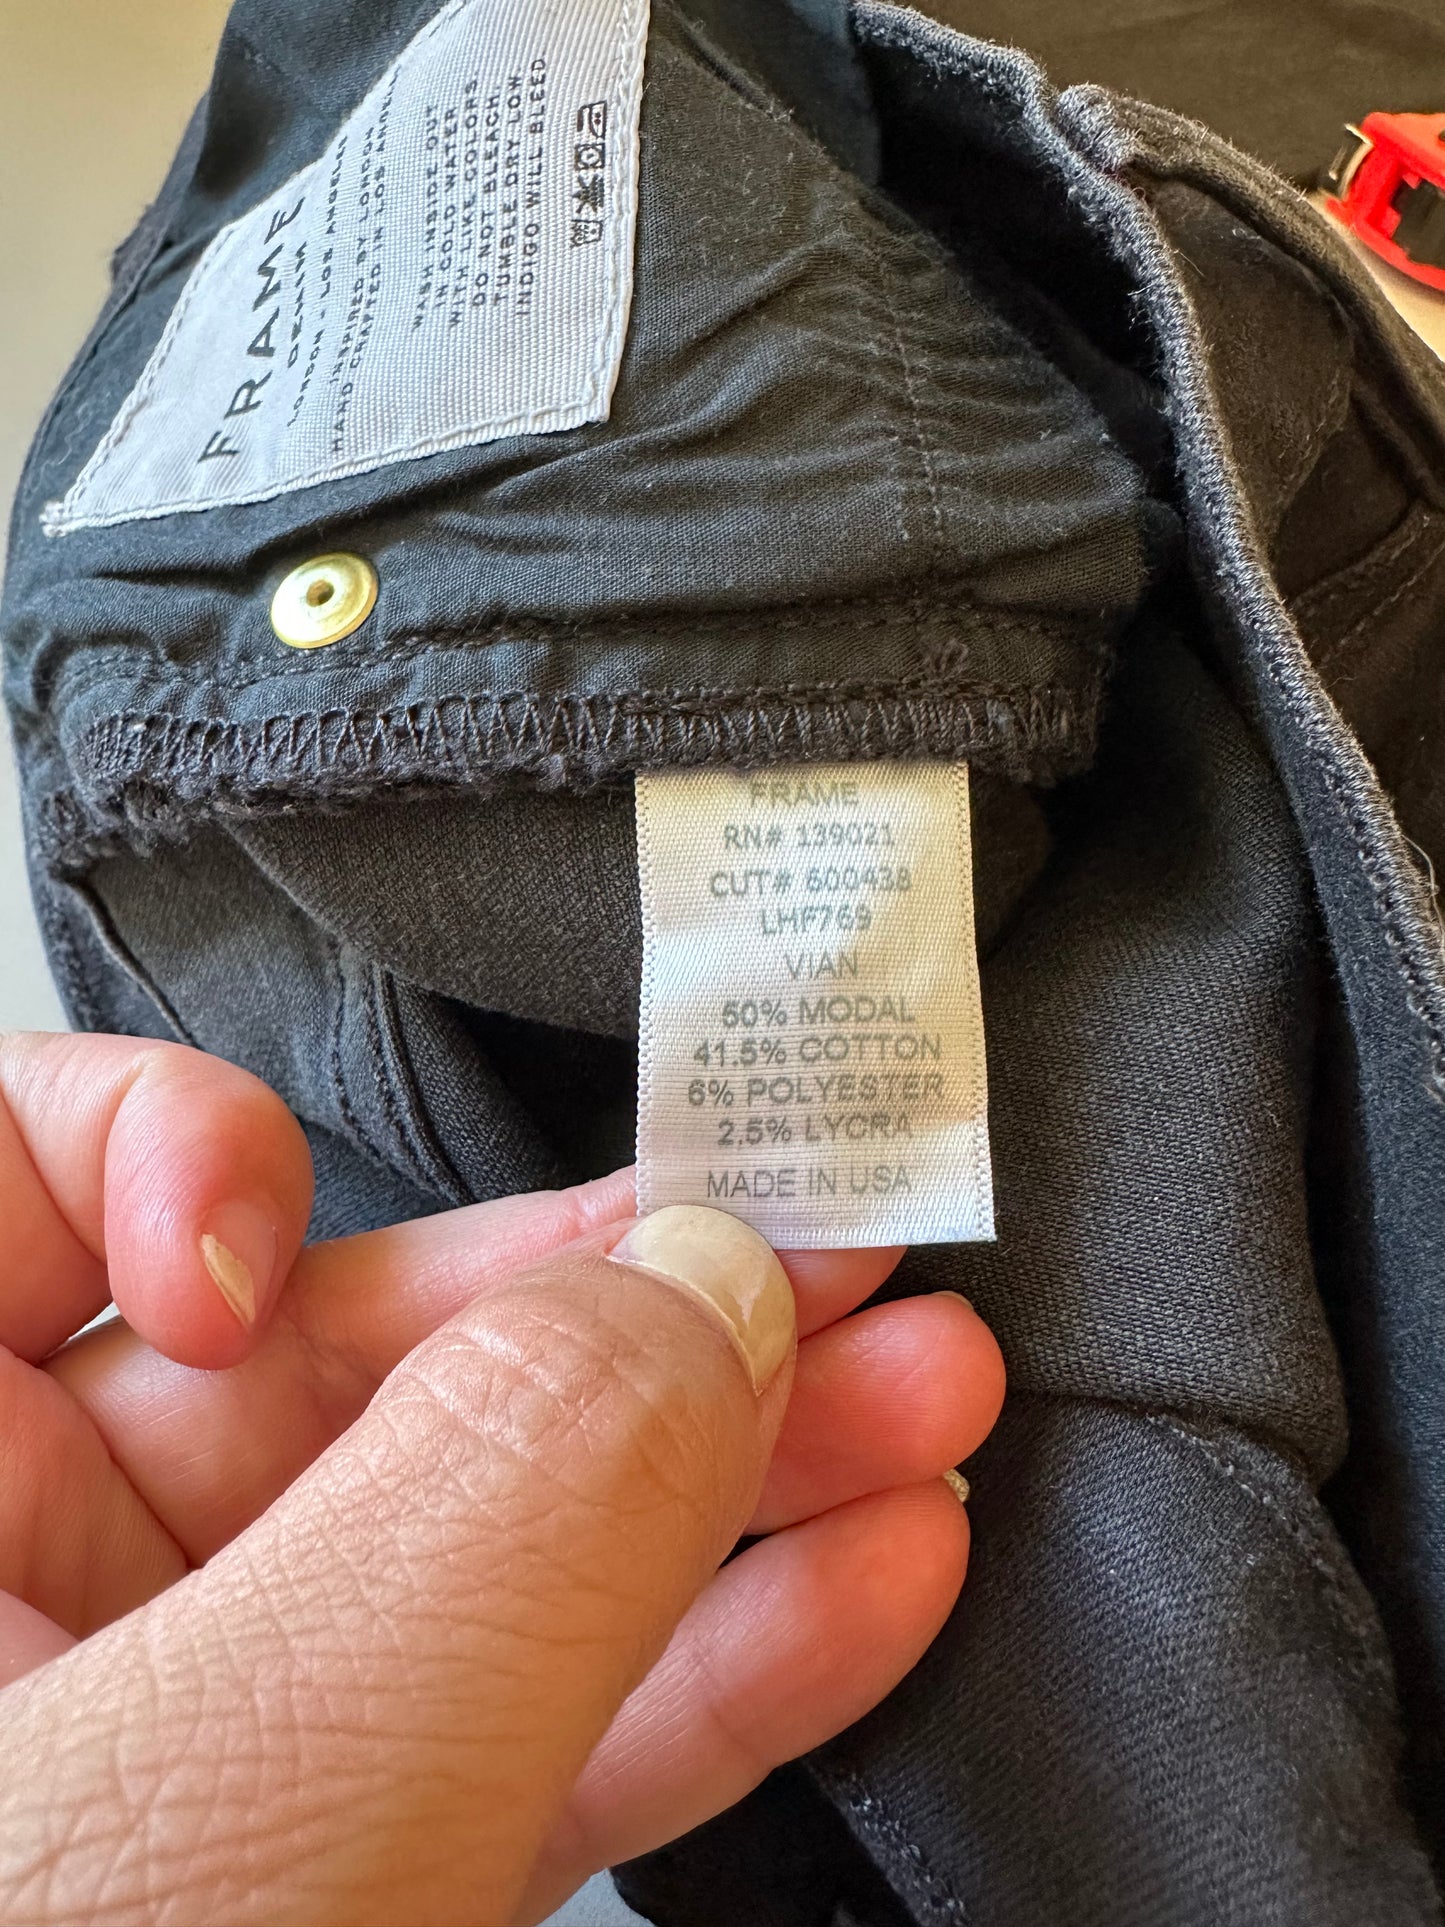 FRAME
DENIM
LONDON - LOS ANGELES
INSPIRED BY LONDON
HAND CRAFTED IN LOS ANGELES
WASH INSIDE OUT
IN COLD WATER
WITH LIKE COLORS.
DO NOT BLEACH.
TUMBLE DRY LOW
INDIGO WILL BLEED
FRAME
RN# 139021
CUT# 600438
LHF769
VIAN
50% MODAL
41.5% COTTON
6% POLYESTER
2.5% LYCRA
MADE IN USA